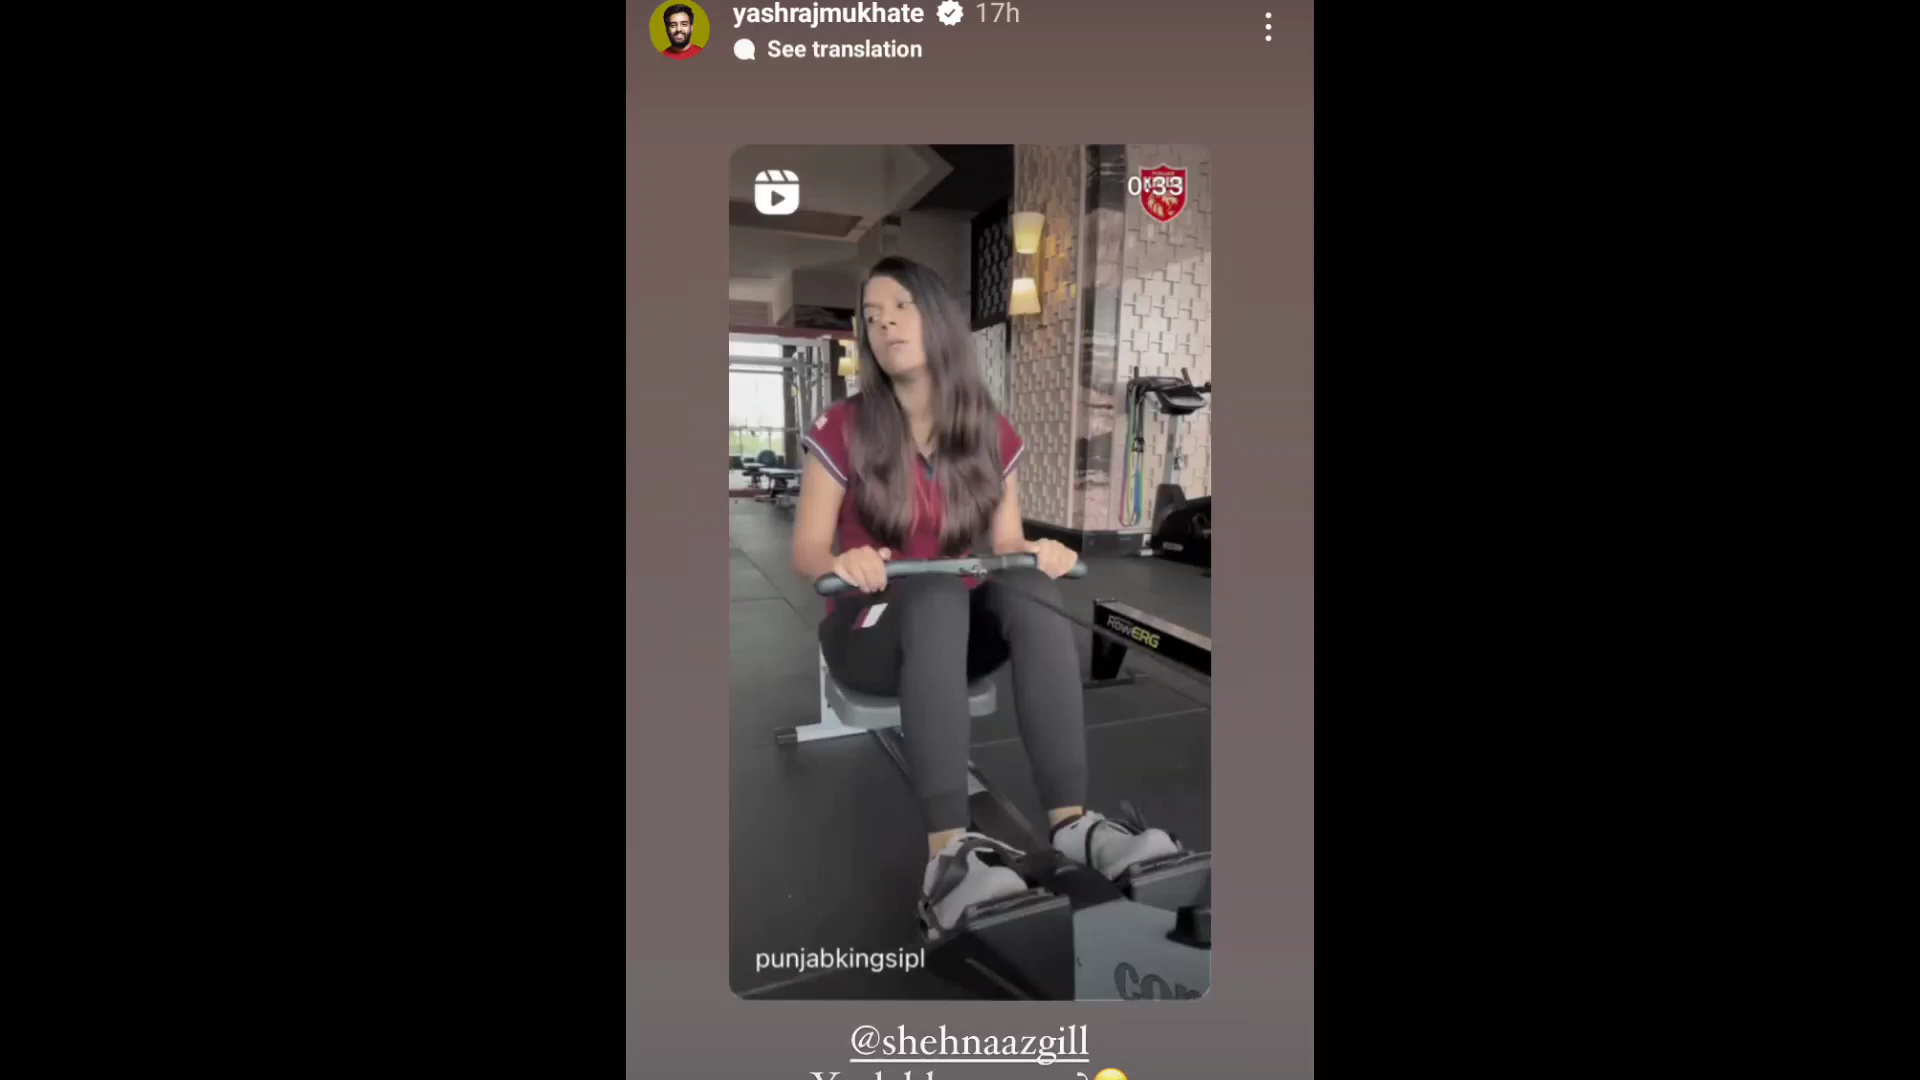 yashrajmukhate 17h
See translation
0:33
ROWERG
punjabkingsipl
@shehnaazgill